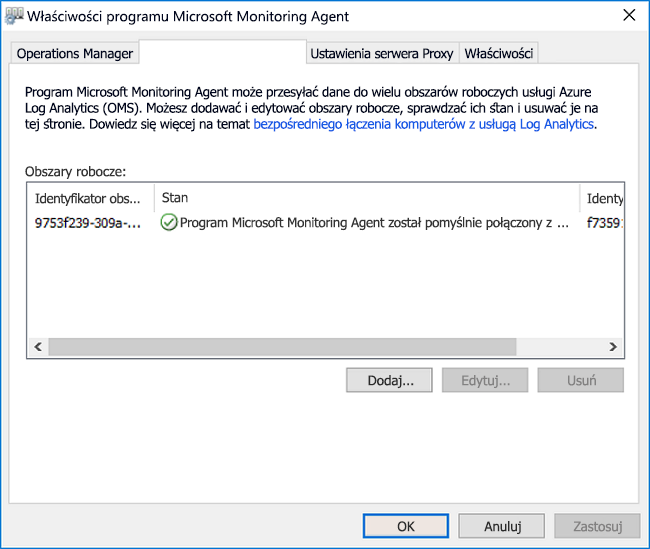 Właściwości programu Microsoft Monitoring Agent
Operations Manager
Ustawienia serwera Proxy
Właściwości
Program Microsoft Monitoring Agent może przesyłać dane do wielu obszarów roboczych usługi Azure
Log Analytics (OMS). Możesz dodawać i edytować obszary robocze, sprawdzać ich stan i usuwać je na
tej stronie. Dowiedz się więcej na temat bezpośredniego łączenia komputerów z usługą Log Analytics.
Obszary robocze:
Identyfikator obs... Stan Identy
9753f239-309a-... Program Microsoft Monitoring Agent został pomyślnie połączony z ... f7359
Dodaj... Edytuj... Usuń
OK Anuluj Zastosuj